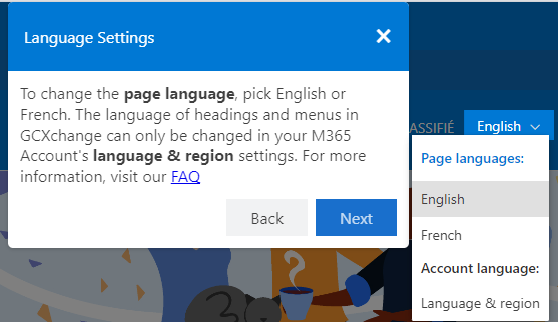 Language Settings
To change the page language, pick English or
French. The language of headings and menus in
GCXchange can only be changed in your M365
Account's language & region settings. For more
information, visit our FAQ
Back
Next
ASSIFIÉ
English
Page languages:
English
French
Account language:
Language & region